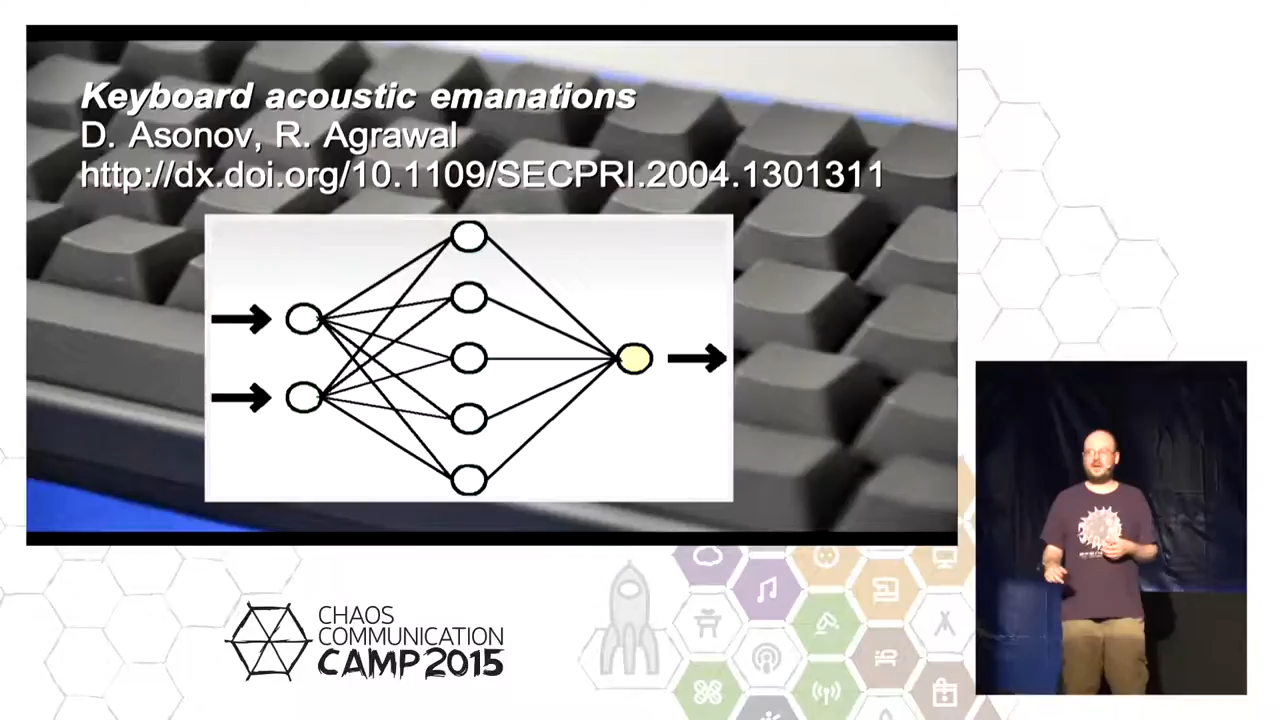 Keyboard acoustic emanations
D. Asonov, R. Agrawal
http://dx.doi.org/10.1109/SECPRI.2004.1301311
CHAOS
COMMUNICATION
CAMP 2015